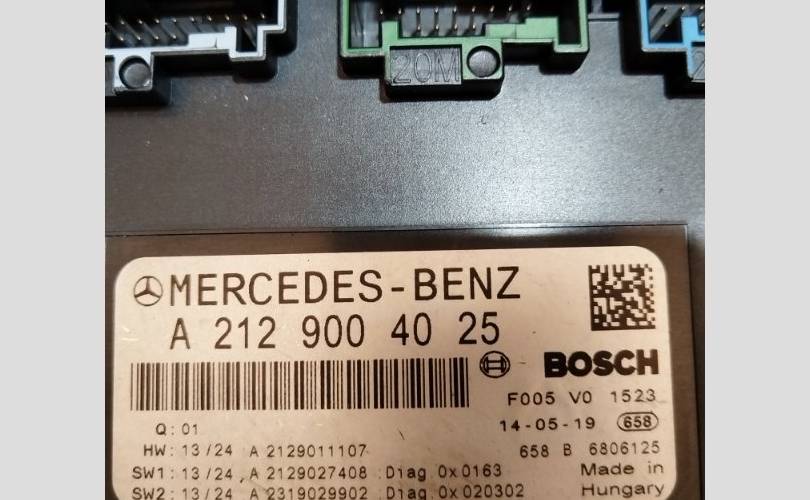 20M
MERCEDES-BENZ
A 212 900 40 25
BOSCH
F005 V0 1523
Q: 01
14-05-19 658
HW: 13/24 A 2129011107
658 B 6806125
SW1: 13/24, A 2129027408 Diag 0x0163
Made in
SW2: 13/24 A 2319029902 Diag 0x020302
Hungary